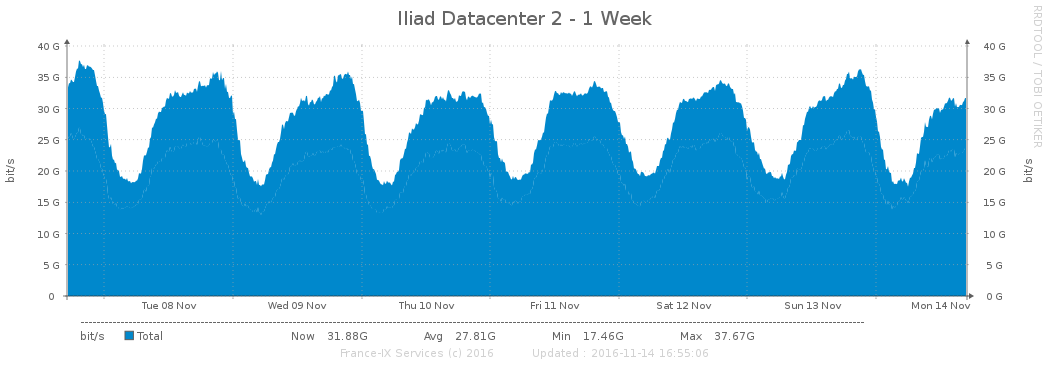 Iliad Datacenter 2 - 1 Week
RRDTOOL / TOBI OETIKER
40 G 40 G
35 G 35 G
30 G 30 G
25 G 25 G
20 G 20 G
15 G 15 G
10 G 10 G
5 G 5 G
0 0 G
bit/s bit/s
Tue 08 Nov Wed 09 Nov Thu 10 Nov Fri 11 Nov Sat 12 Nov Sun 13 Nov Mon 14 Nov
bit/s Total Now 31.88G Avg 27.81G Min 17.46G Max 37.67G
France-IX Services (c) 2016 Updated : 2016-11-14 16:55:06